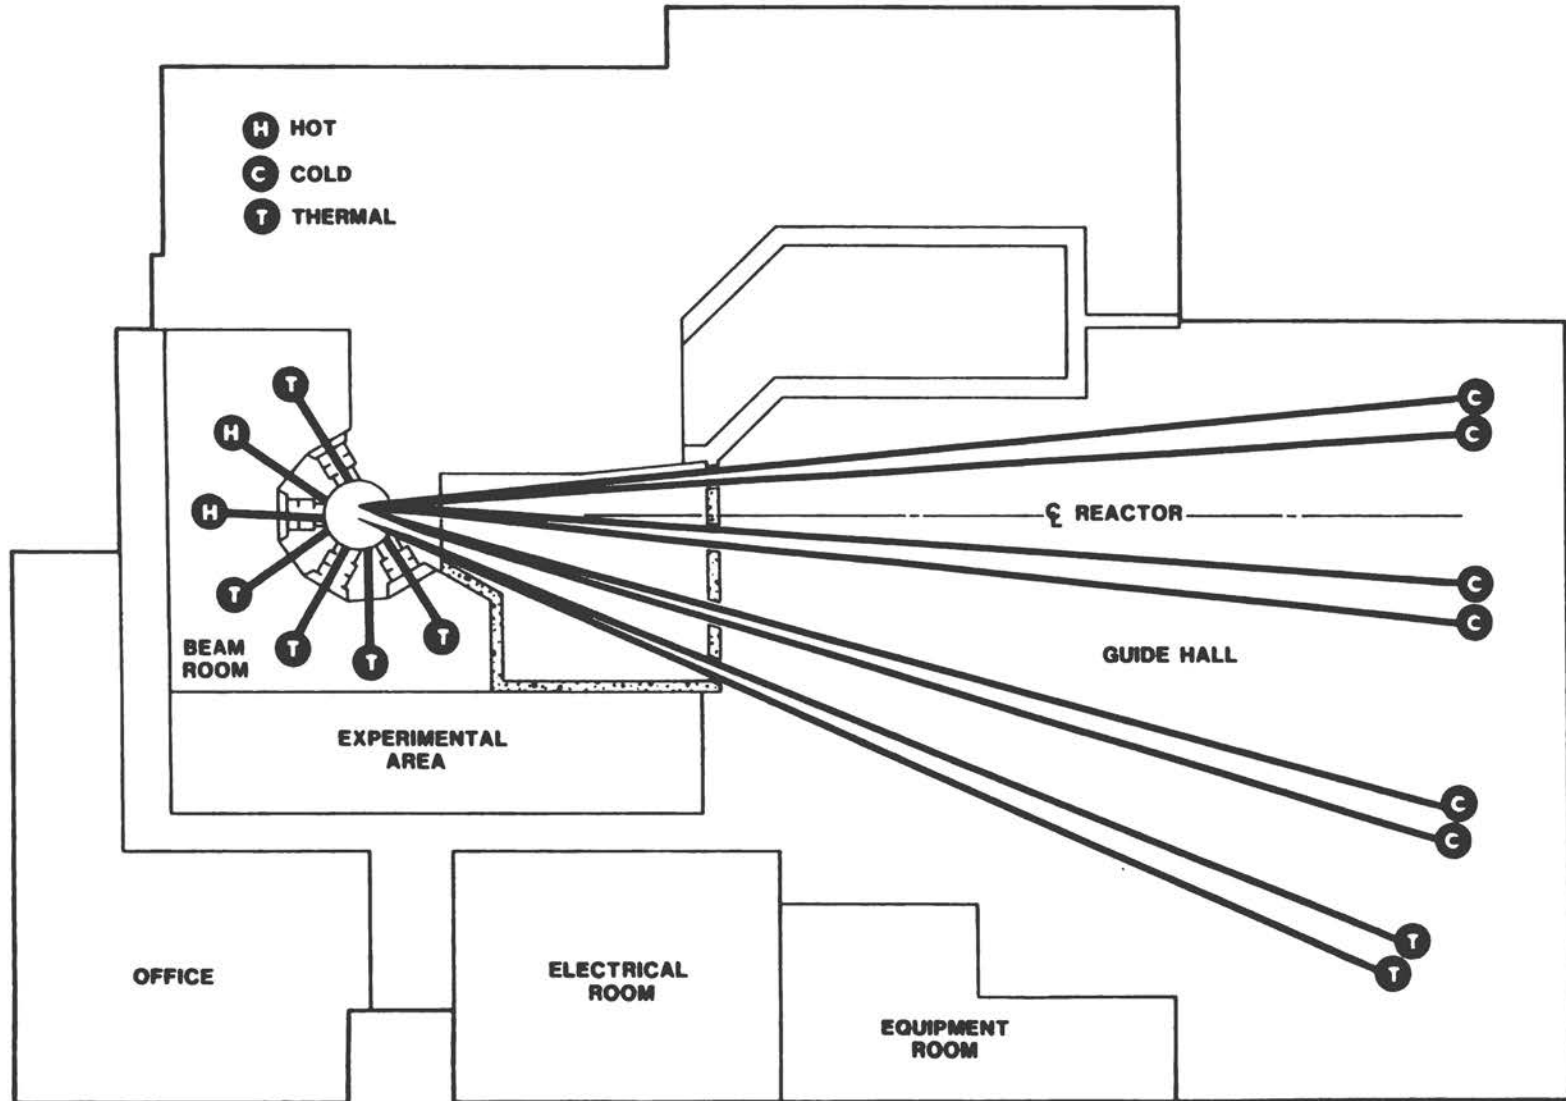 H HOT
C COLD
T THERMAL
T
H
H
T
T
T
T
BEAM
ROOM
C
C
℄ REACTOR
C
C
GUIDE HALL
EXPERIMENTAL
AREA
C
C
T
T
OFFICE
ELECTRICAL
ROOM
EQUIPMENT
ROOM